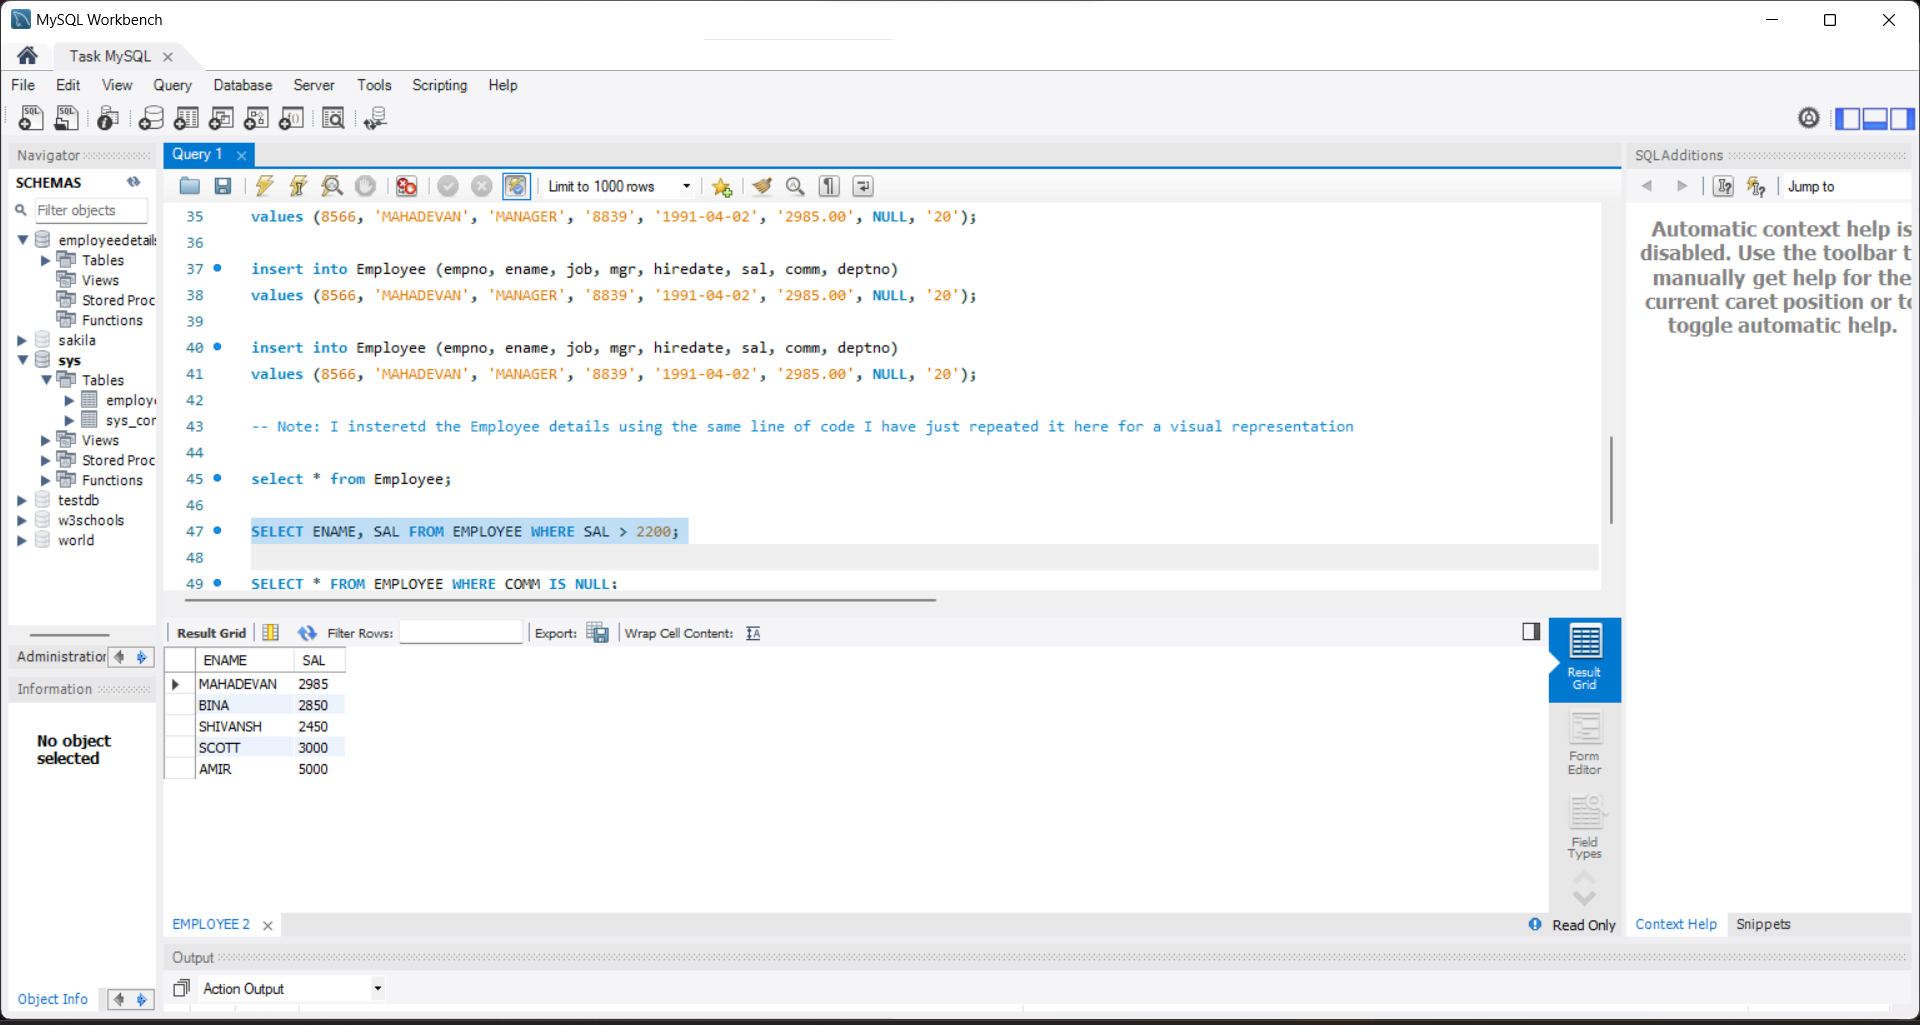 MySQL Workbench
Task MySQL
File Edit View Query Database Server Tools Scripting Help
Navigator
SCHEMAS
Filter objects
employeedetails
Tables
Views
Stored Proc
Functions
sakila
sys
Tables
employe
sys_cor
Views
Stored Proc
Functions
testdb
w3schools
world
Administration
Information
No object
selected
Object Info
Query 1
Limit to 1000 rows
35 values (8566, 'MAHADEVAN', 'MANAGER', '8839', '1991-04-02', '2985.00', NULL, '20');
36
37 insert into Employee (empno, ename, job, mgr, hiredate, sal, comm, deptno)
38 values (8566, 'MAHADEVAN', 'MANAGER', '8839', '1991-04-02', '2985.00', NULL, '20');
39
40 insert into Employee (empno, ename, job, mgr, hiredate, sal, comm, deptno)
41 values (8566, 'MAHADEVAN', 'MANAGER', '8839', '1991-04-02', '2985.00', NULL, '20');
42
43 -- Note: I insteretd the Employee details using the same line of code I have just repeated it here for a visual representation
44
45 select * from Employee;
46
47 SELECT ENAME, SAL FROM EMPLOYEE WHERE SAL > 2200;
48
49 SELECT * FROM EMPLOYEE WHERE COMM IS NULL;
Result Grid Filter Rows: Export: Wrap Cell Content:
ENAME SAL
MAHADEVAN 2985
BINA 2850
SHIVANSH 2450
SCOTT 3000
AMIR 5000
Result
Grid
Form
Editor
Field
Types
EMPLOYEE 2
Read Only
Output
Action Output
SQLAdditions
Jump to
Automatic context help is
disabled. Use the toolbar t
manually get help for the
current caret position or to
toggle automatic help.
Context Help Snippets